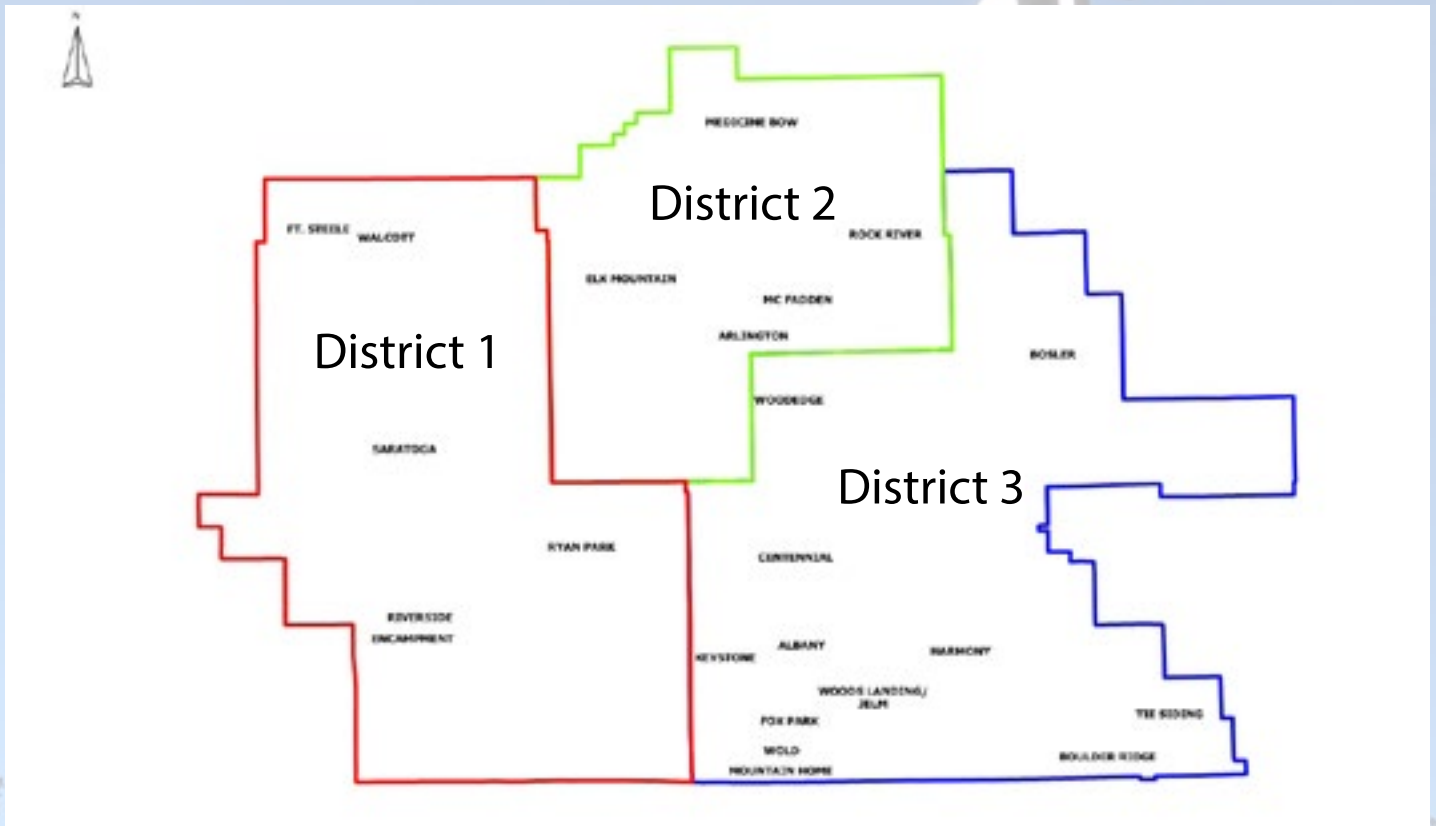 N
MEDICINE BOW
District 2
FT. STEELE
WALCOTT
ROCK RIVER
ELK MOUNTAIN
MC FADDEN
ARLINGTON
District 1
BOSLER
WOODEDGE
SARATOGA
District 3
RYAN PARK
CENTENNIAL
RIVERSIDE
ENCAMPMENT
ALBANY
KEYSTONE
HARMONY
WOODS LANDING/
JELM
FOX PARK
TIE SIDING
WOLD
BOULDER RIDGE
MOUNTAIN HOME